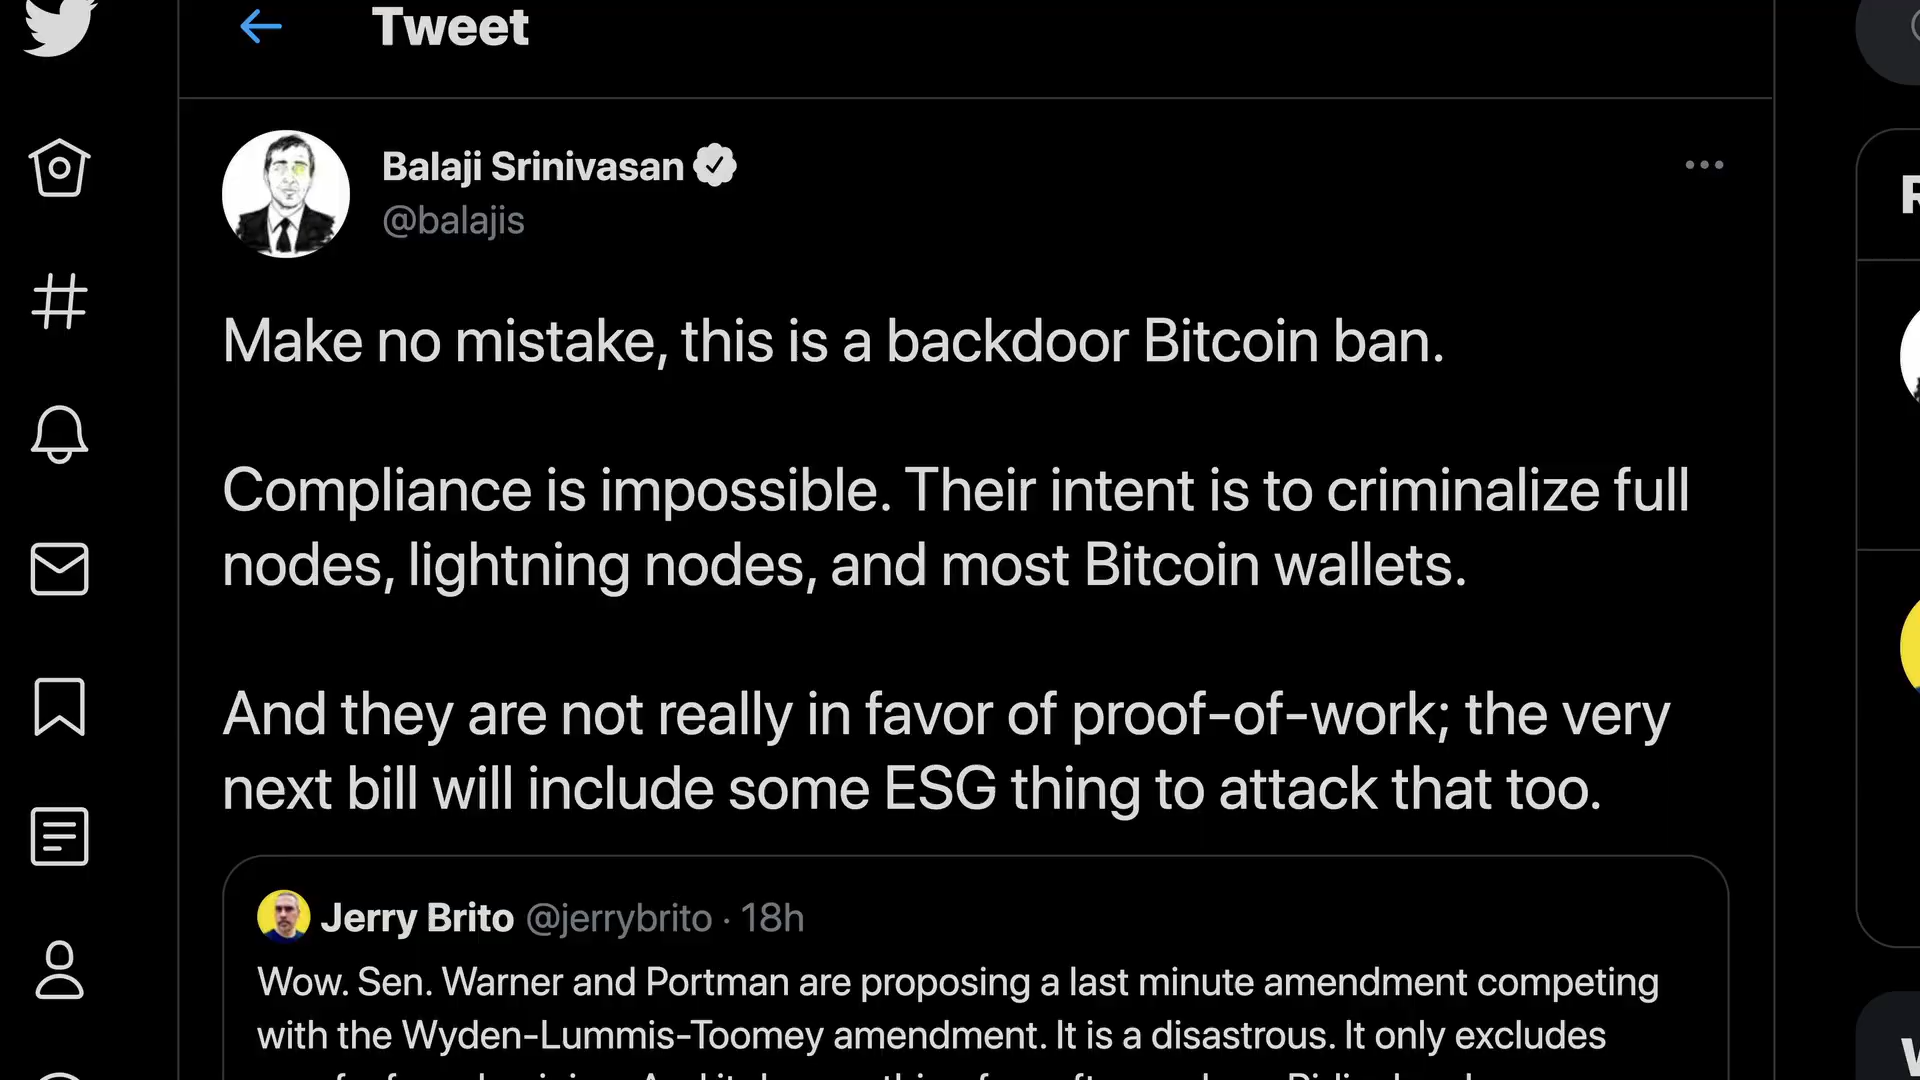 Tweet
Balaji Srinivasan
@balajis
Make no mistake, this is a backdoor Bitcoin ban.
Compliance is impossible. Their intent is to criminalize full
nodes, lightning nodes, and most Bitcoin wallets.
And they are not really in favor of proof-of-work; the very
next bill will include some ESG thing to attack that too.
Jerry Brito @jerrybrito · 18h
Wow. Sen. Warner and Portman are proposing a last minute amendment competing
with the Wyden-Lummis-Toomey amendment. It is a disastrous. It only excludes